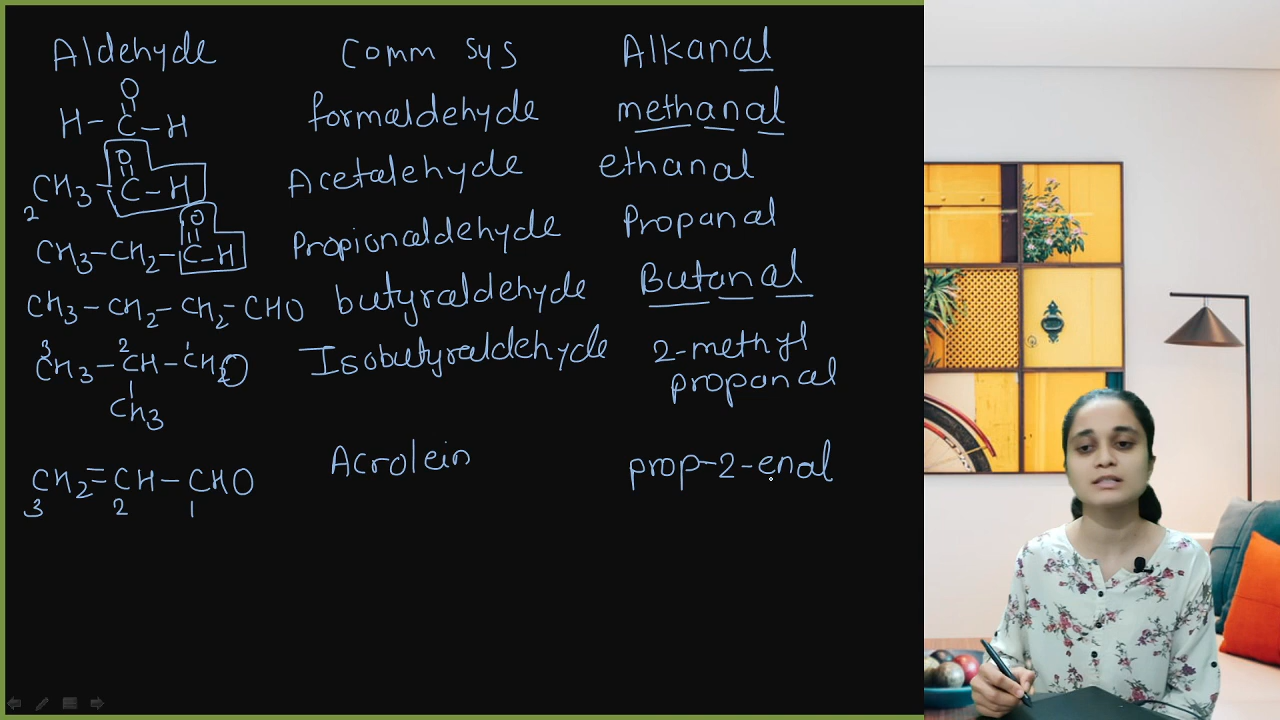 Aldehyde Comm Sys Alkanal
O
H-C-H formaldehyde methanal
O
CH3-C-H Acetalehyde ethanal
2
O
CH3-CH2-C-H Propionaldehyde Propanal
CH3-CH2-CH2-CHO butyraldehyde Butanal
3 2 1
CH3-CH-CH2O Isobutyraldehyde 2-methyl
CH3 propanal
CH2=CH-CHO Acrolein prop-2-enal
3 2 1